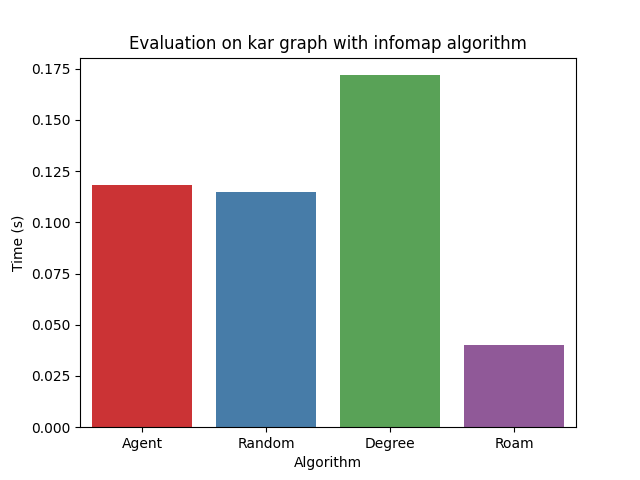 Evaluation on kar graph with infomap algorithm
0.175
0.150
0.125
0.100
0.075
0.050
0.025
0.000
Time (s)
Agent Random Degree Roam
Algorithm